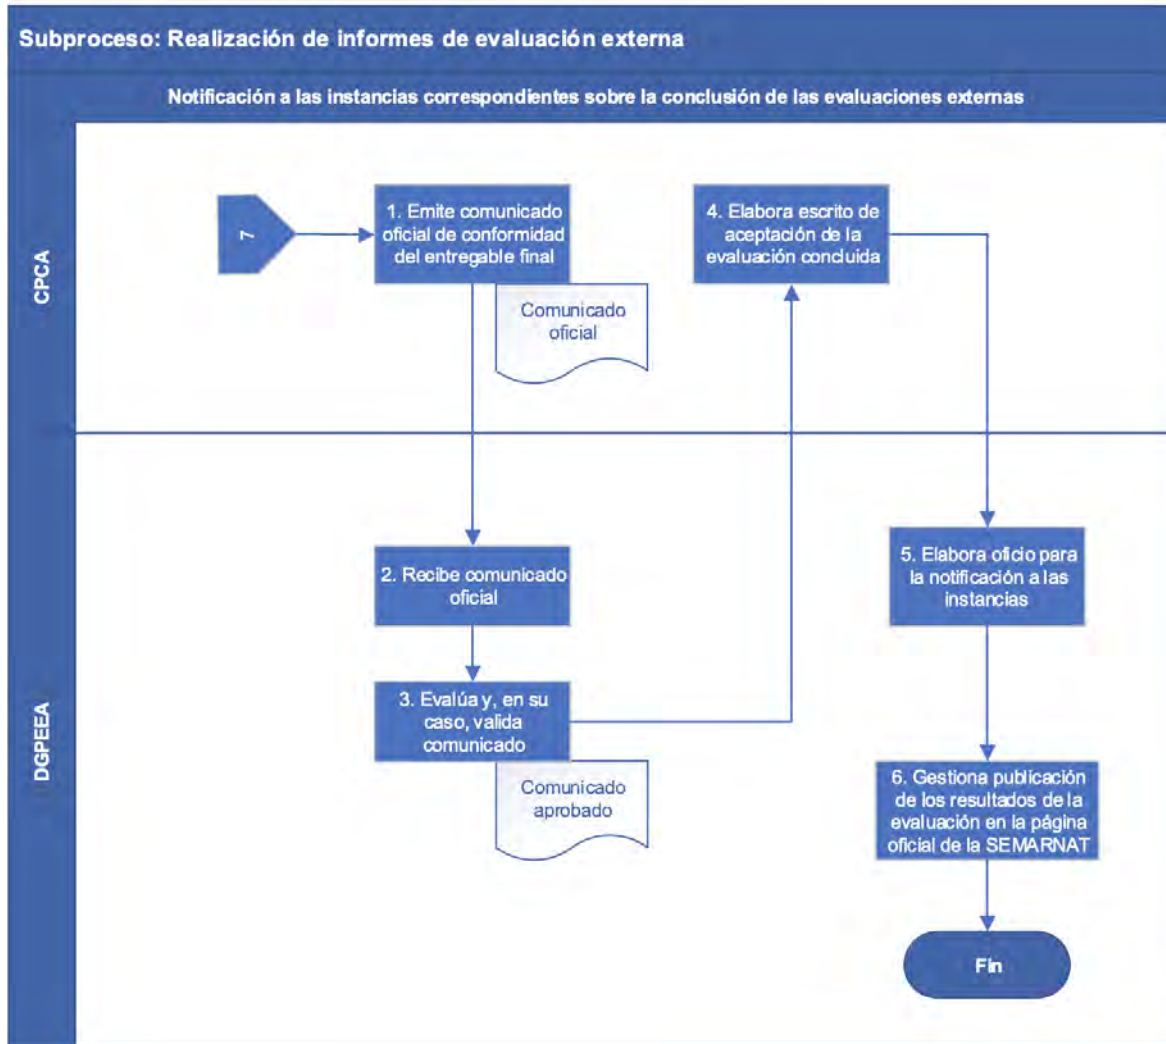 Subproceso: Realización de informes de evaluación externa
Notificación a las instancias correspondientes sobre la conclusión de las evaluaciones externas
CPCA
7
1. Emite comunicado
oficial de conformidad
del entregable final
Comunicado
oficial
4. Elabora escrito de
aceptación de la
evaluación concluida
DGPEEA
2. Recibe comunicado
oficial
3. Evalúa y, en su
caso, valida
comunicado
Comunicado
aprobado
5. Elabora oficio para
la notificación a las
instancias
6. Gestiona publicación
de los resultados de la
evaluación en la página
oficial de la SEMARNAT
Fin